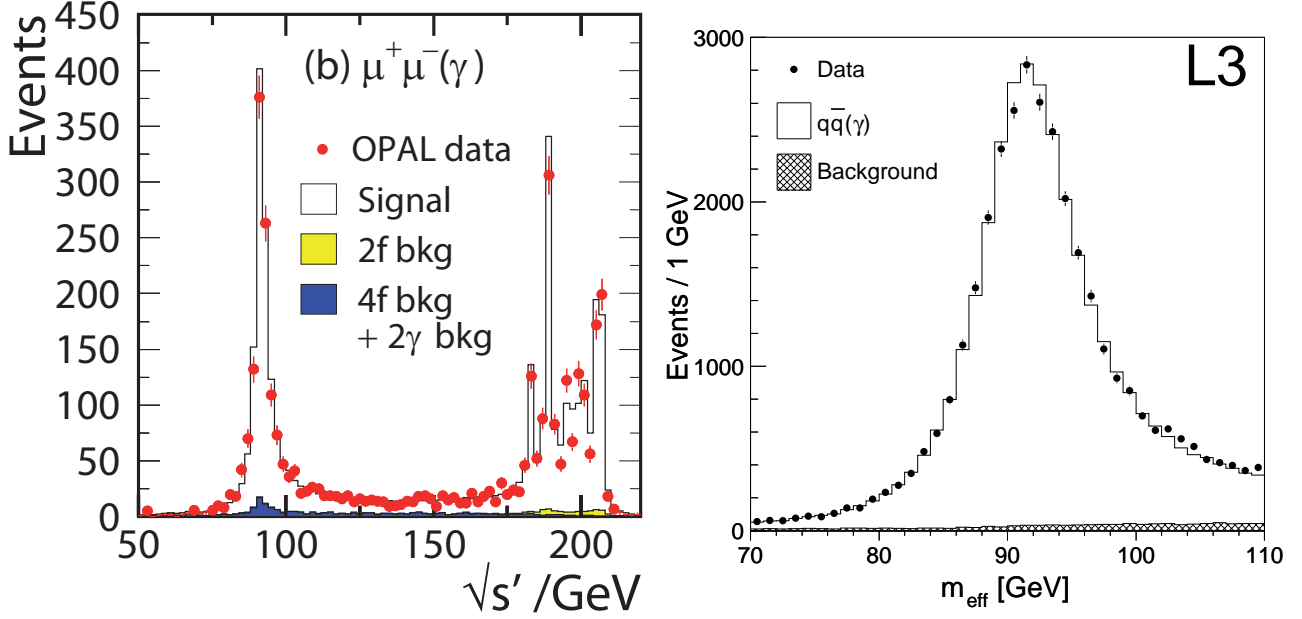 Events
450
400
350
300
250
200
150
100
50
0
(b) μ⁺μ⁻(γ)
OPAL data
Signal
2f bkg
4f bkg
+ 2γ bkg
50
100
150
200
√s′ /GeV
Events / 1 GeV
3000
2000
1000
0
L3
Data
qq̅(γ)
Background
70
80
90
100
110
m_eff [GeV]